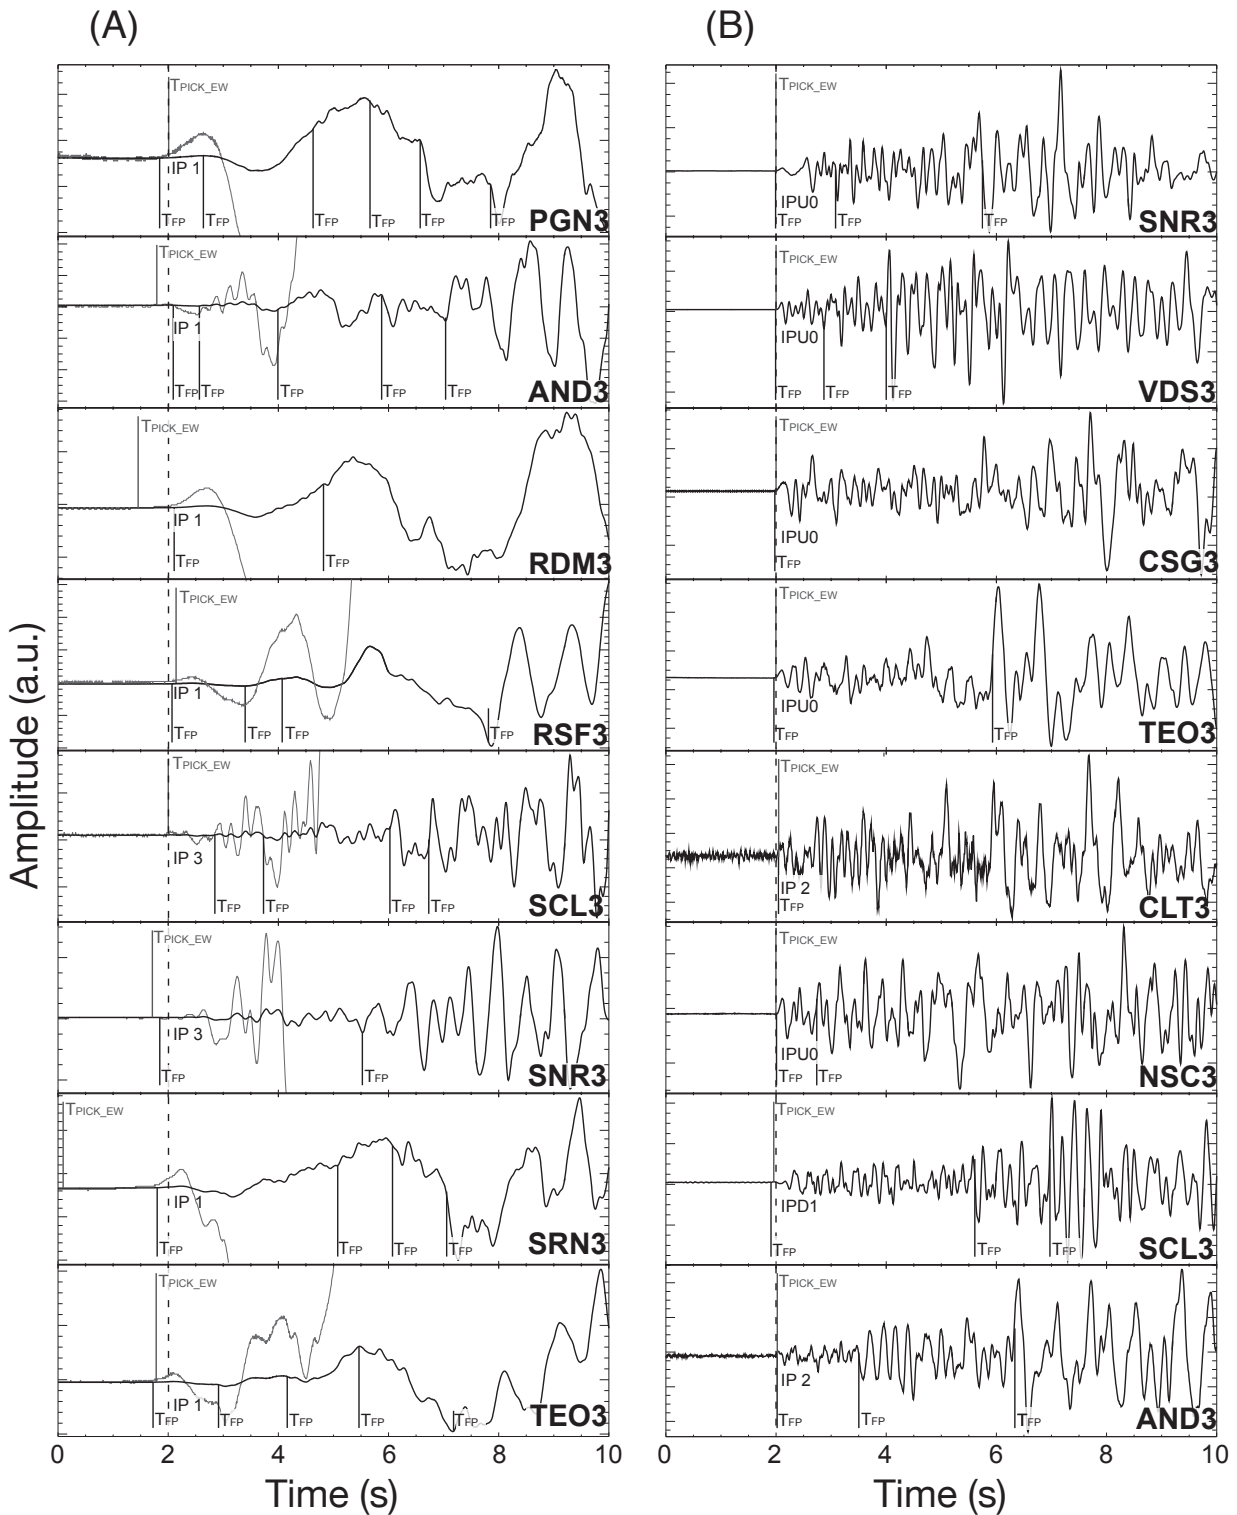 (A)
(B)
Amplitude (a.u.)
TPICK_EW
IP 1
TFP TFP TFP TFP TFP TFP
PGN3
TPICK_EW
IP 1
TFP TFP TFP TFP TFP
AND3
TPICK_EW
IP 1
TFP TFP
RDM3
TPICK_EW
IP 1
TFP TFP TFP TFP
RSF3
TPICK_EW
IP 3
TFP TFP TFP TFP
SCL3
TPICK_EW
IP 3
TFP TFP
SNR3
TPICK_EW
IP 1
TFP TFP TFP TFP
SRN3
TPICK_EW
IP 1
TFP TFP TFP TFP TFP
TEO3
0 2 4 6 8 10
Time (s)
TPICK_EW
IPU0
TFP TFP TFP
SNR3
TPICK_EW
IPU0
TFP TFP TFP
VDS3
TPICK_EW
IPU0
TFP
CSG3
TPICK_EW
IPU0
TFP TFP
TEO3
TPICK_EW
IP 2
TFP
CLT3
TPICK_EW
IPU0
TFP TFP
NSC3
TPICK_EW
IPD1
TFP TFP TFP
SCL3
TPICK_EW
IP 2
TFP TFP TFP
AND3
0 2 4 6 8 10
Time (s)